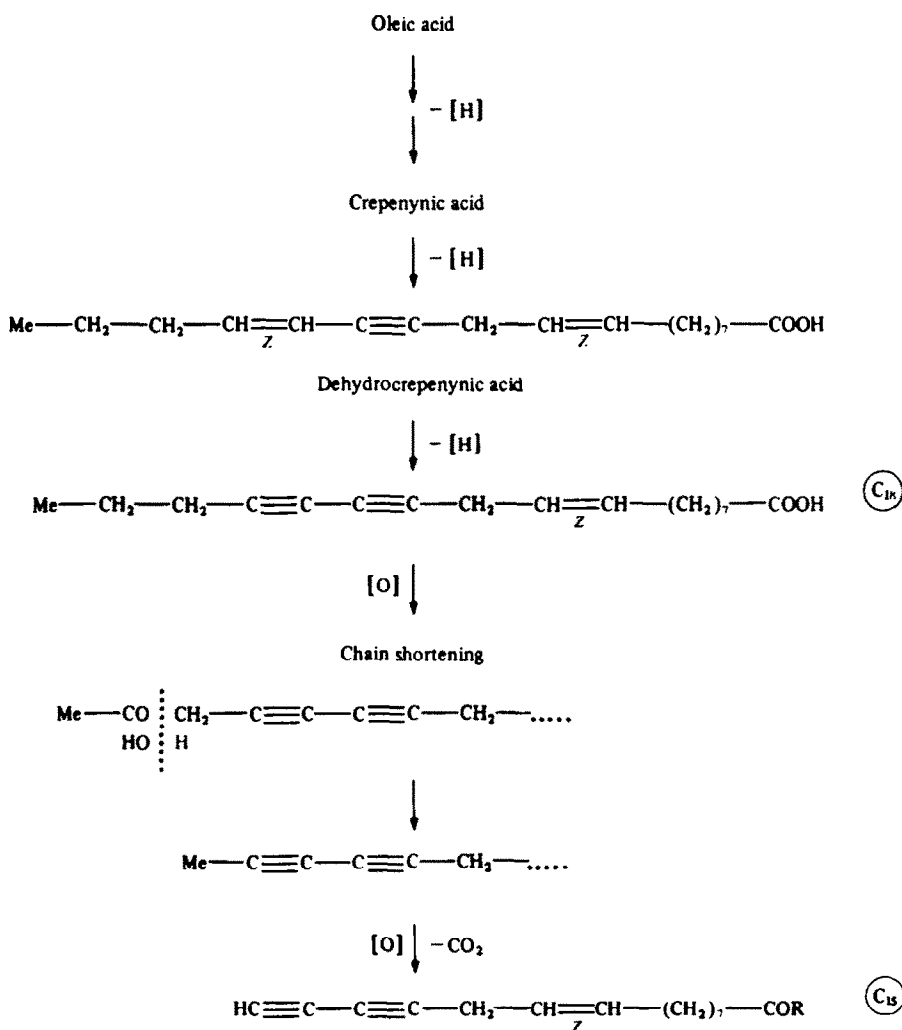 Oleic acid
− [H]
Crepenynic acid
− [H]
Me—CH₂—CH₂—CH=CH—C≡C—CH₂—CH=CH—(CH₂)₇—COOH
Z Z
Dehydrocrepenynic acid
− [H]
Me—CH₂—CH₂—C≡C—C≡C—CH₂—CH=CH—(CH₂)₇—COOH C₁₈
Z
[O]
Chain shortening
Me—CO CH₂—C≡C—C≡C—CH₂—.....
HO H
Me—C≡C—C≡C—CH₂—.....
[O] −CO₂
HC≡C—C≡C—CH₂—CH=CH—(CH₂)₇—COR C₁₅
Z